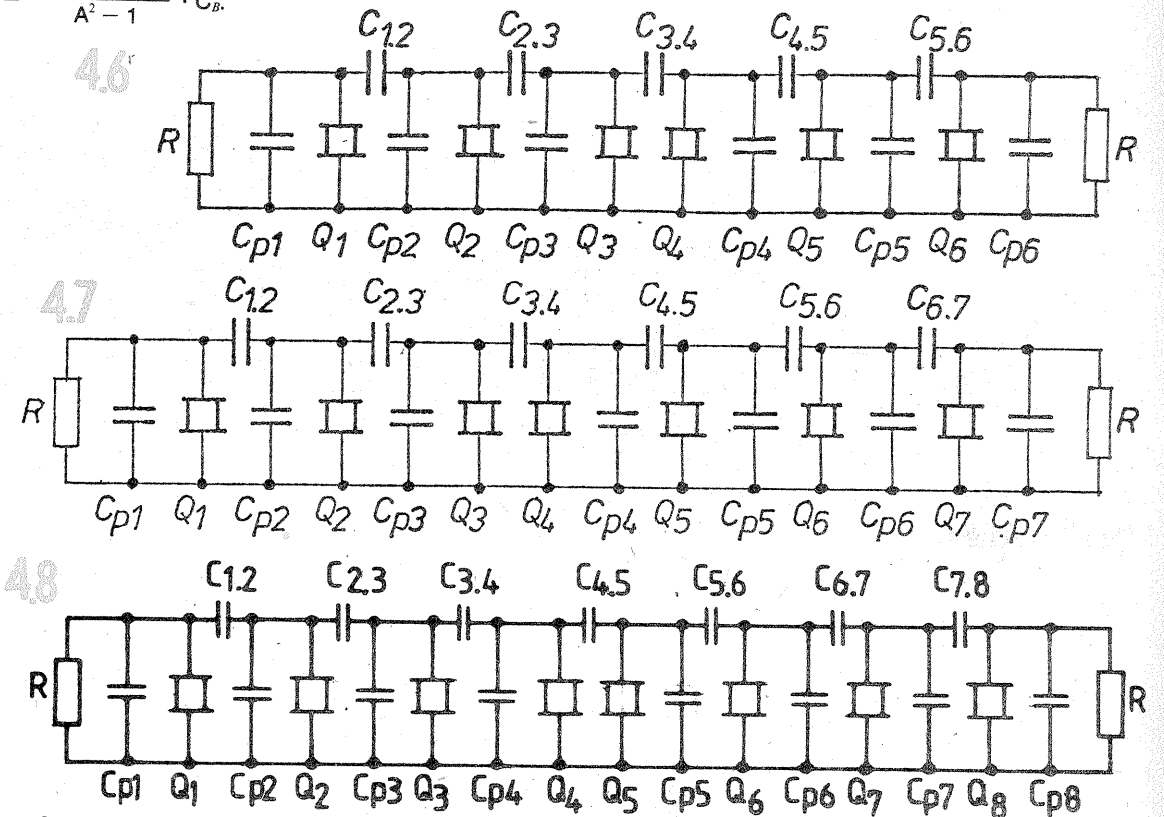 A² − 1
C_B.
4.6
C1.2 C2.3 C3.4 C4.5 C5.6
R R
Cp1 Q1 Cp2 Q2 Cp3 Q3 Q4 Cp4 Q5 Cp5 Q6 Cp6
4.7
C1.2 C2.3 C3.4 C4.5 C5.6 C6.7
R R
Cp1 Q1 Cp2 Q2 Cp3 Q3 Q4 Cp4 Q5 Cp5 Q6 Cp6 Q7 Cp7
4.8
C1.2 C2.3 C3.4 C4.5 C5.6 C6.7 C7.8
R R
Cp1 Q1 Cp2 Q2 Cp3 Q3 Cp4 Q4 Q5 Cp5 Q6 Cp6 Q7 Cp7 Q8 Cp8